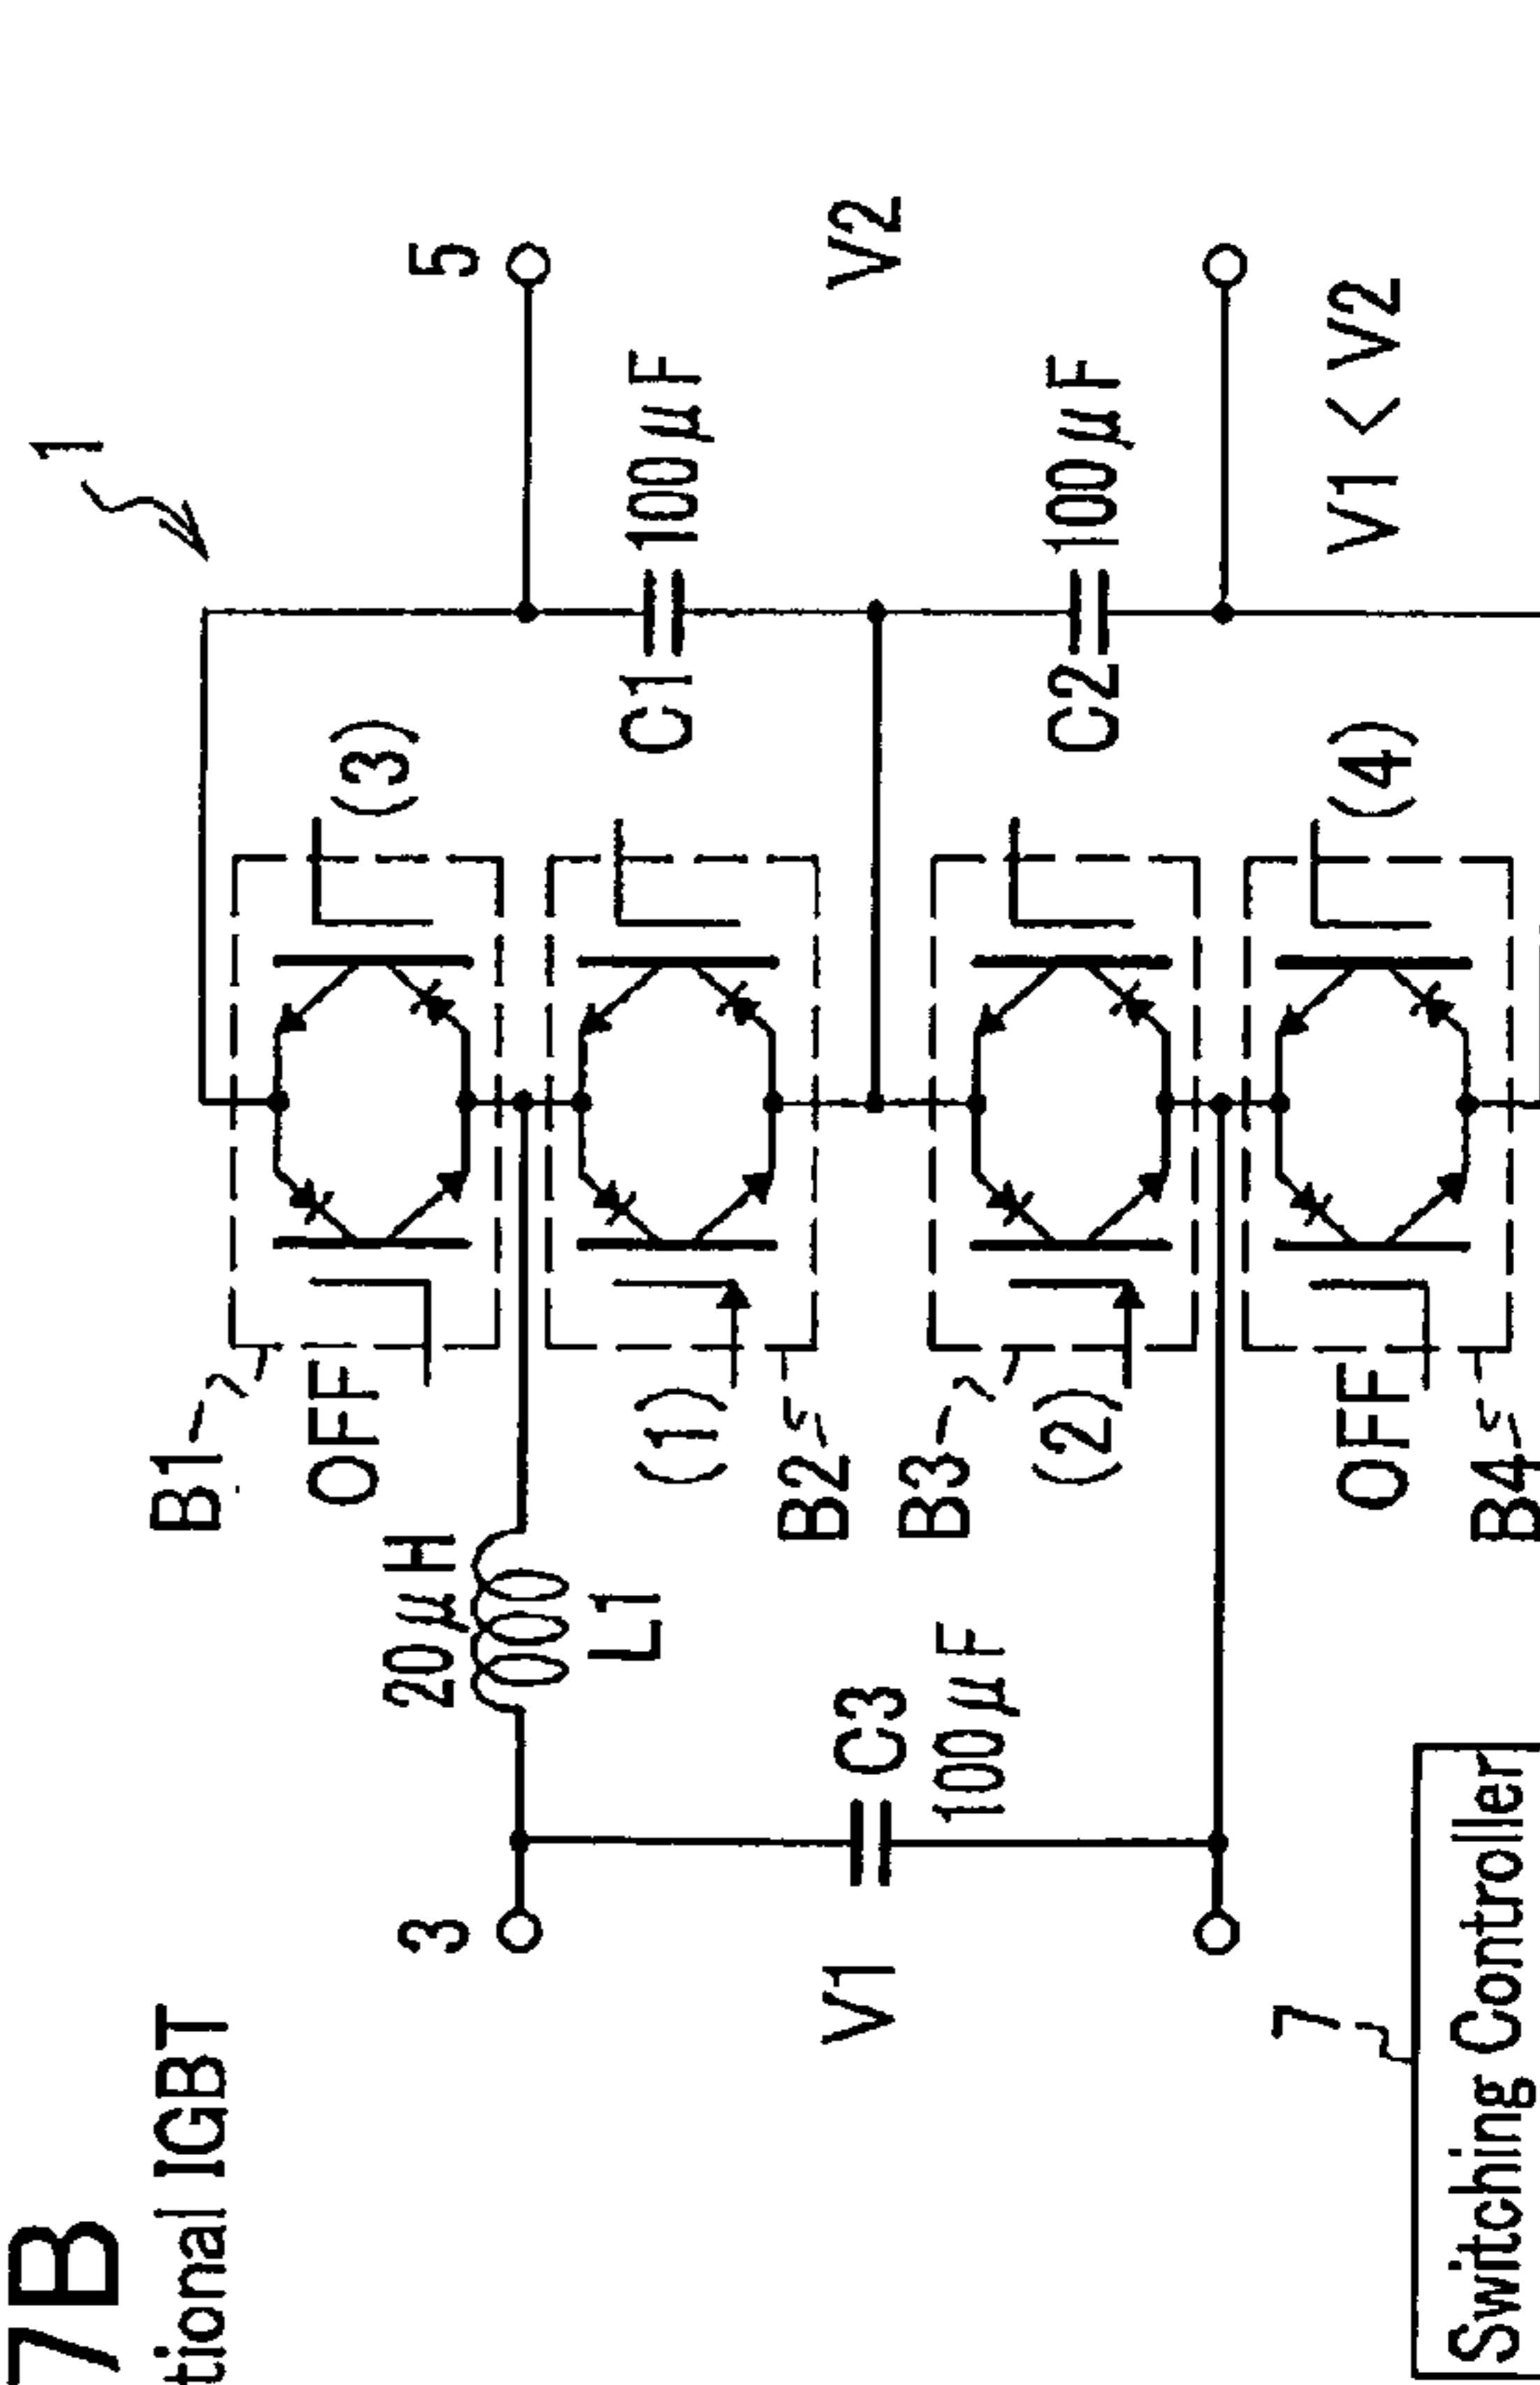 7B
tional IGBT
1
B1
OFF
(3)
20μH
L1
3
5
(1)
B2
C1
100μF
V1
C3
100μF
V2
B3
(2)
C2
100μF
OFF
(4)
B4
V1 < V2
7
Switching Controller